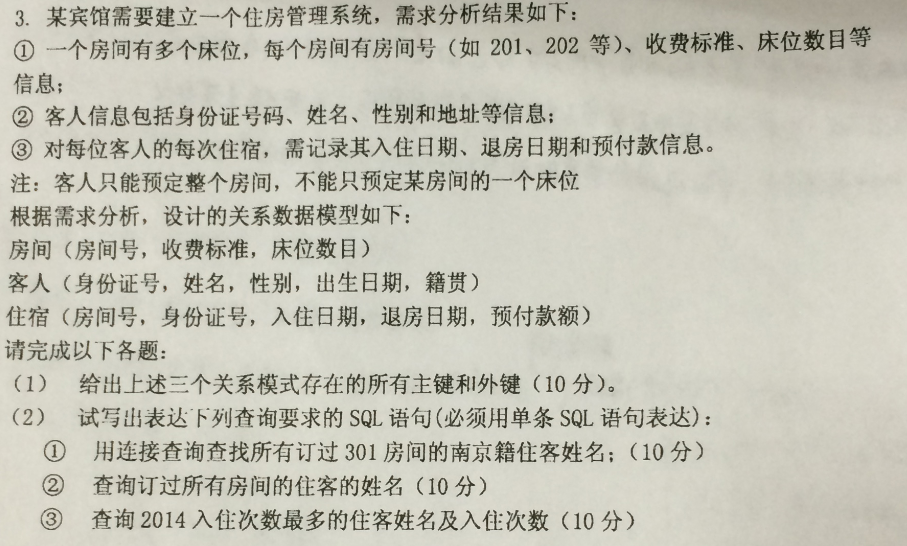 3. 某宾馆需要建立一个住房管理系统，需求分析结果如下：
① 一个房间有多个床位，每个房间有房间号（如 201、202 等）、收费标准、床位数目等
信息；
② 客人信息包括身份证号码、姓名、性别和地址等信息；
③ 对每位客人的每次住宿，需记录其入住日期、退房日期和预付款信息。
注：客人只能预定整个房间，不能只预定某房间的一个床位
根据需求分析，设计的关系数据模型如下：
房间（房间号，收费标准，床位数目）
客人（身份证号，姓名，性别，出生日期，籍贯）
住宿（房间号，身份证号，入住日期，退房日期，预付款额）
请完成以下各题：
（1） 给出上述三个关系模式存在的所有主键和外键（10 分）。
（2） 试写出表达下列查询要求的 SQL 语句(必须用单条 SQL 语句表达)：
① 用连接查询查找所有订过 301 房间的南京籍住客姓名；（10 分）
② 查询订过所有房间的住客的姓名（10 分）
③ 查询 2014 入住次数最多的住客姓名及入住次数（10 分）